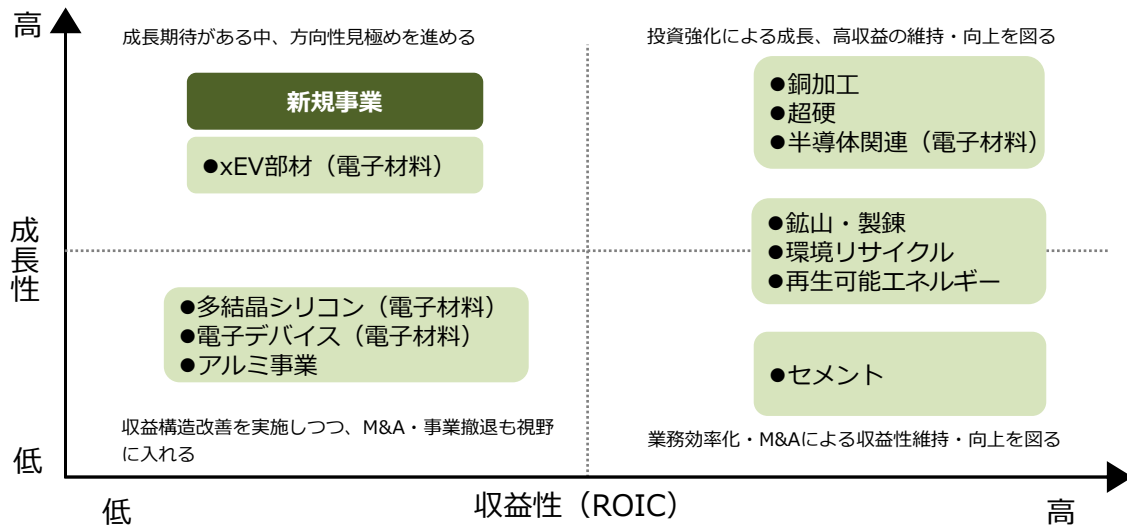 高
成長期待がある中、方向性見極めを進める
投資強化による成長、高収益の維持・向上を図る
新規事業
●xEV部材（電子材料）
●銅加工
●超硬
●半導体関連（電子材料）
成長性
●鉱山・製錬
●環境リサイクル
●再生可能エネルギー
●多結晶シリコン（電子材料）
●電子デバイス（電子材料）
●アルミ事業
●セメント
収益構造改善を実施しつつ、M&A・事業撤退も視野
に入れる
業務効率化・M&Aによる収益性維持・向上を図る
低
低
収益性（ROIC）
高